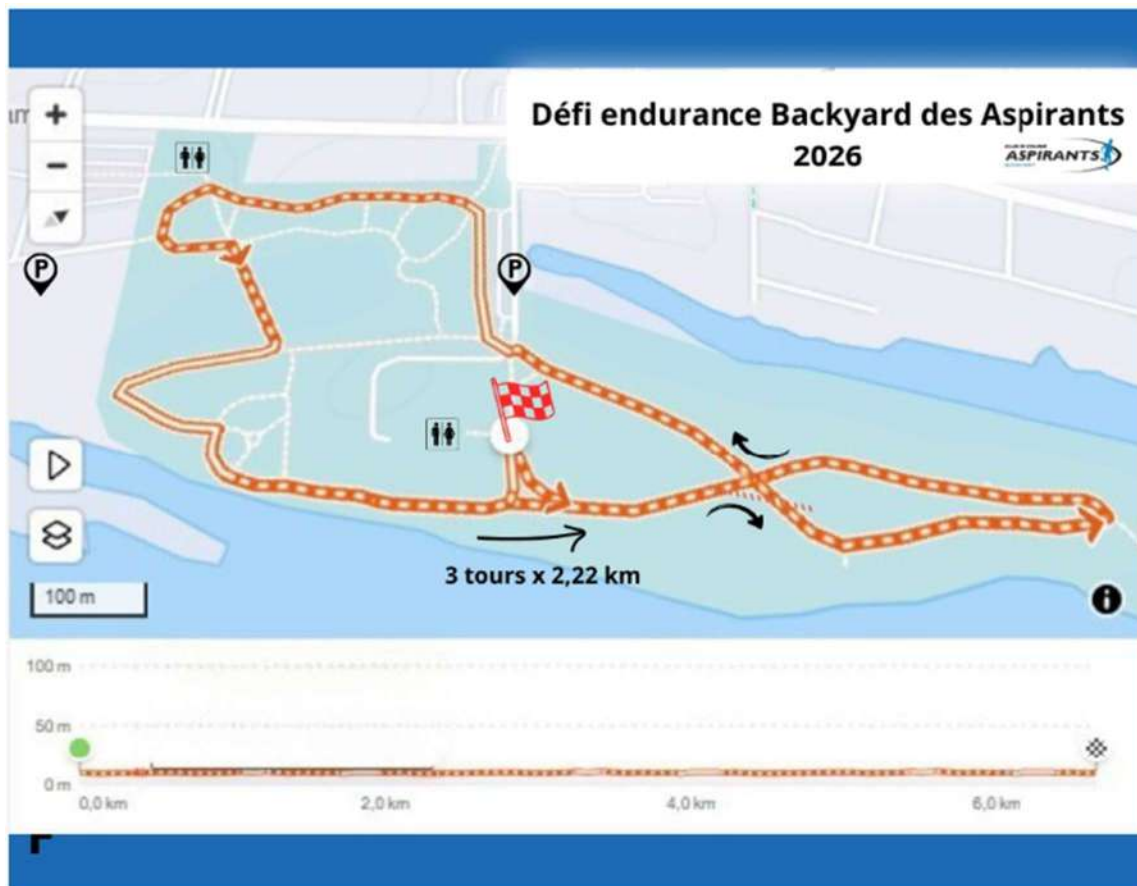 Défi endurance Backyard des Aspirants
2026
ASPIRANTS
P
P
3 tours x 2,22 km
100 m
100 m
50 m
0 m
0,0 km
2,0 km
4,0 km
6,0 km